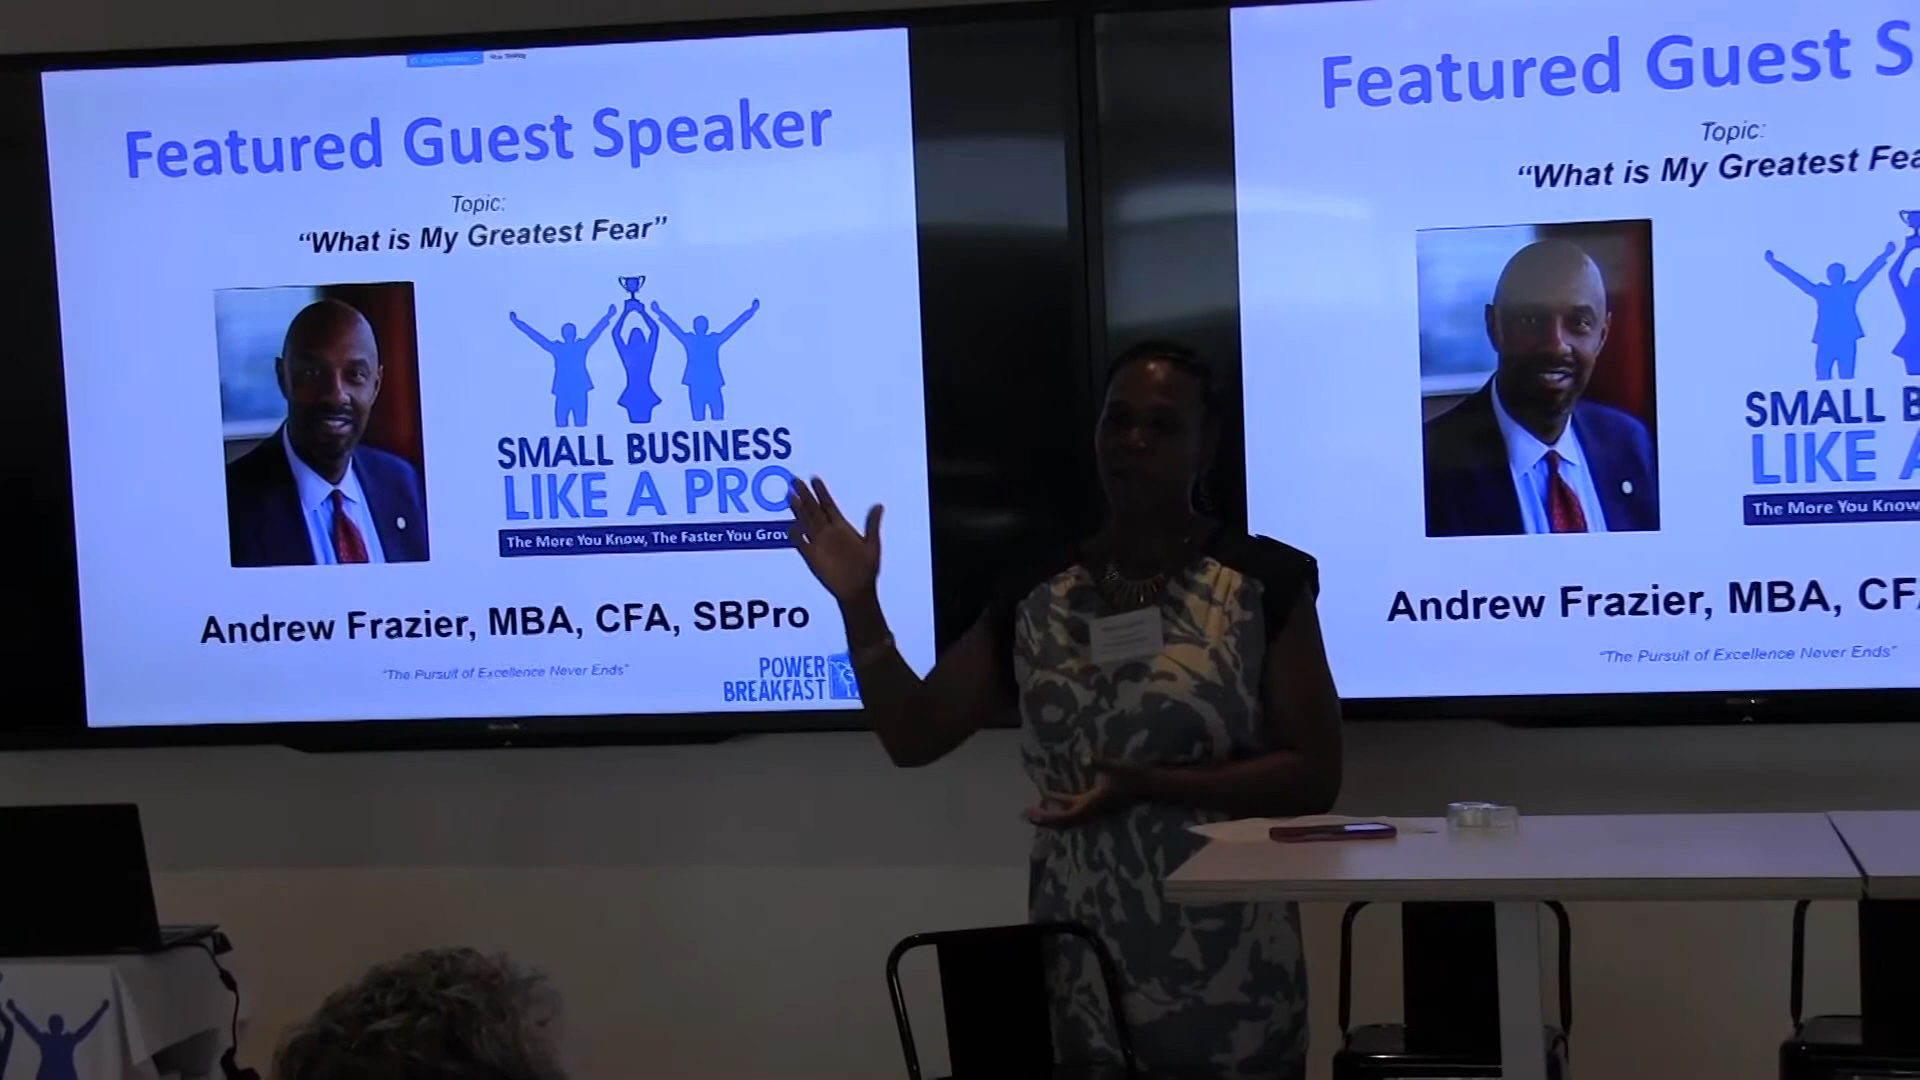 Featured Guest Speaker
Topic:
“What is My Greatest Fear”
SMALL BUSINESS
LIKE A PRO
The More You Know, The Faster You Grow
Andrew Frazier, MBA, CFA, SBPro
“The Pursuit of Excellence Never Ends”
POWER
BREAKFAST
Featured Guest S
Topic:
“What is My Greatest Fea
SMALL B
LIKE A
The More You Know
Andrew Frazier, MBA, CF
“The Pursuit of Excellence Never Ends”